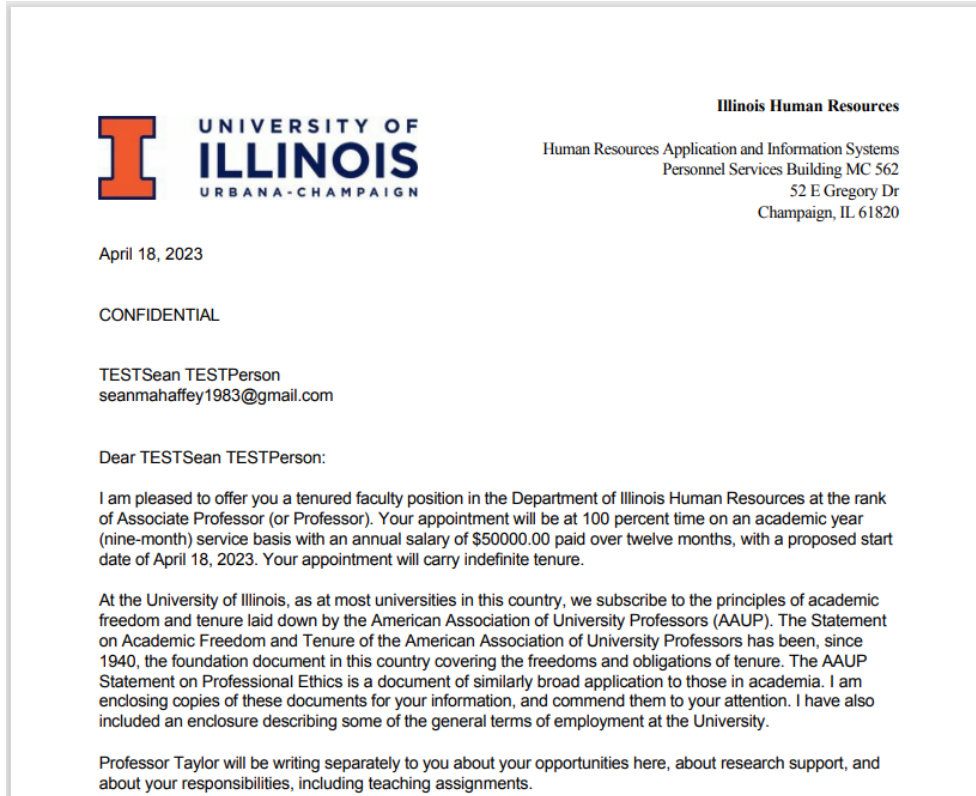 Illinois Human Resources
UNIVERSITY OF
ILLINOIS
URBANA-CHAMPAIGN
Human Resources Application and Information Systems
Personnel Services Building MC 562
52 E Gregory Dr
Champaign, IL 61820
April 18, 2023
CONFIDENTIAL
TESTSean TESTPerson
seanmahaffey1983@gmail.com
Dear TESTSean TESTPerson:
I am pleased to offer you a tenured faculty position in the Department of Illinois Human Resources at the rank
of Associate Professor (or Professor). Your appointment will be at 100 percent time on an academic year
(nine-month) service basis with an annual salary of $50000.00 paid over twelve months, with a proposed start
date of April 18, 2023. Your appointment will carry indefinite tenure.
At the University of Illinois, as at most universities in this country, we subscribe to the principles of academic
freedom and tenure laid down by the American Association of University Professors (AAUP). The Statement
on Academic Freedom and Tenure of the American Association of University Professors has been, since
1940, the foundation document in this country covering the freedoms and obligations of tenure. The AAUP
Statement on Professional Ethics is a document of similarly broad application to those in academia. I am
enclosing copies of these documents for your information, and commend them to your attention. I have also
included an enclosure describing some of the general terms of employment at the University.
Professor Taylor will be writing separately to you about your opportunities here, about research support, and
about your responsibilities, including teaching assignments.